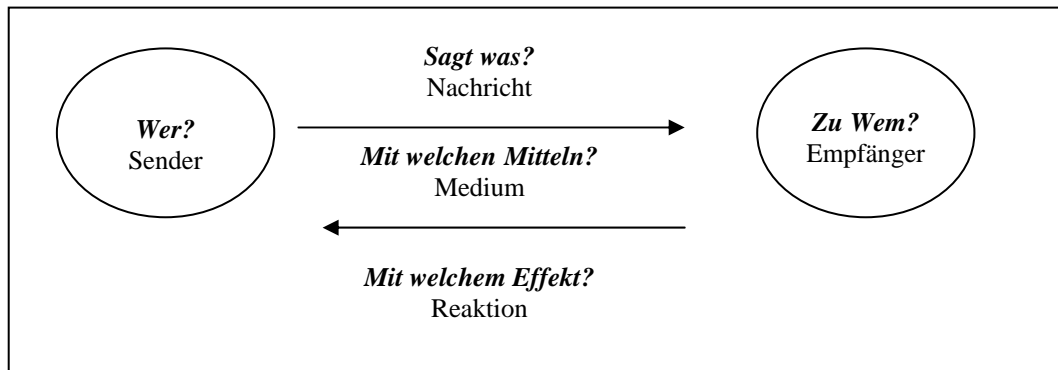 Wer?
Sender
Sagt was?
Nachricht
Mit welchen Mitteln?
Medium
Mit welchem Effekt?
Reaktion
Zu Wem?
Empfänger